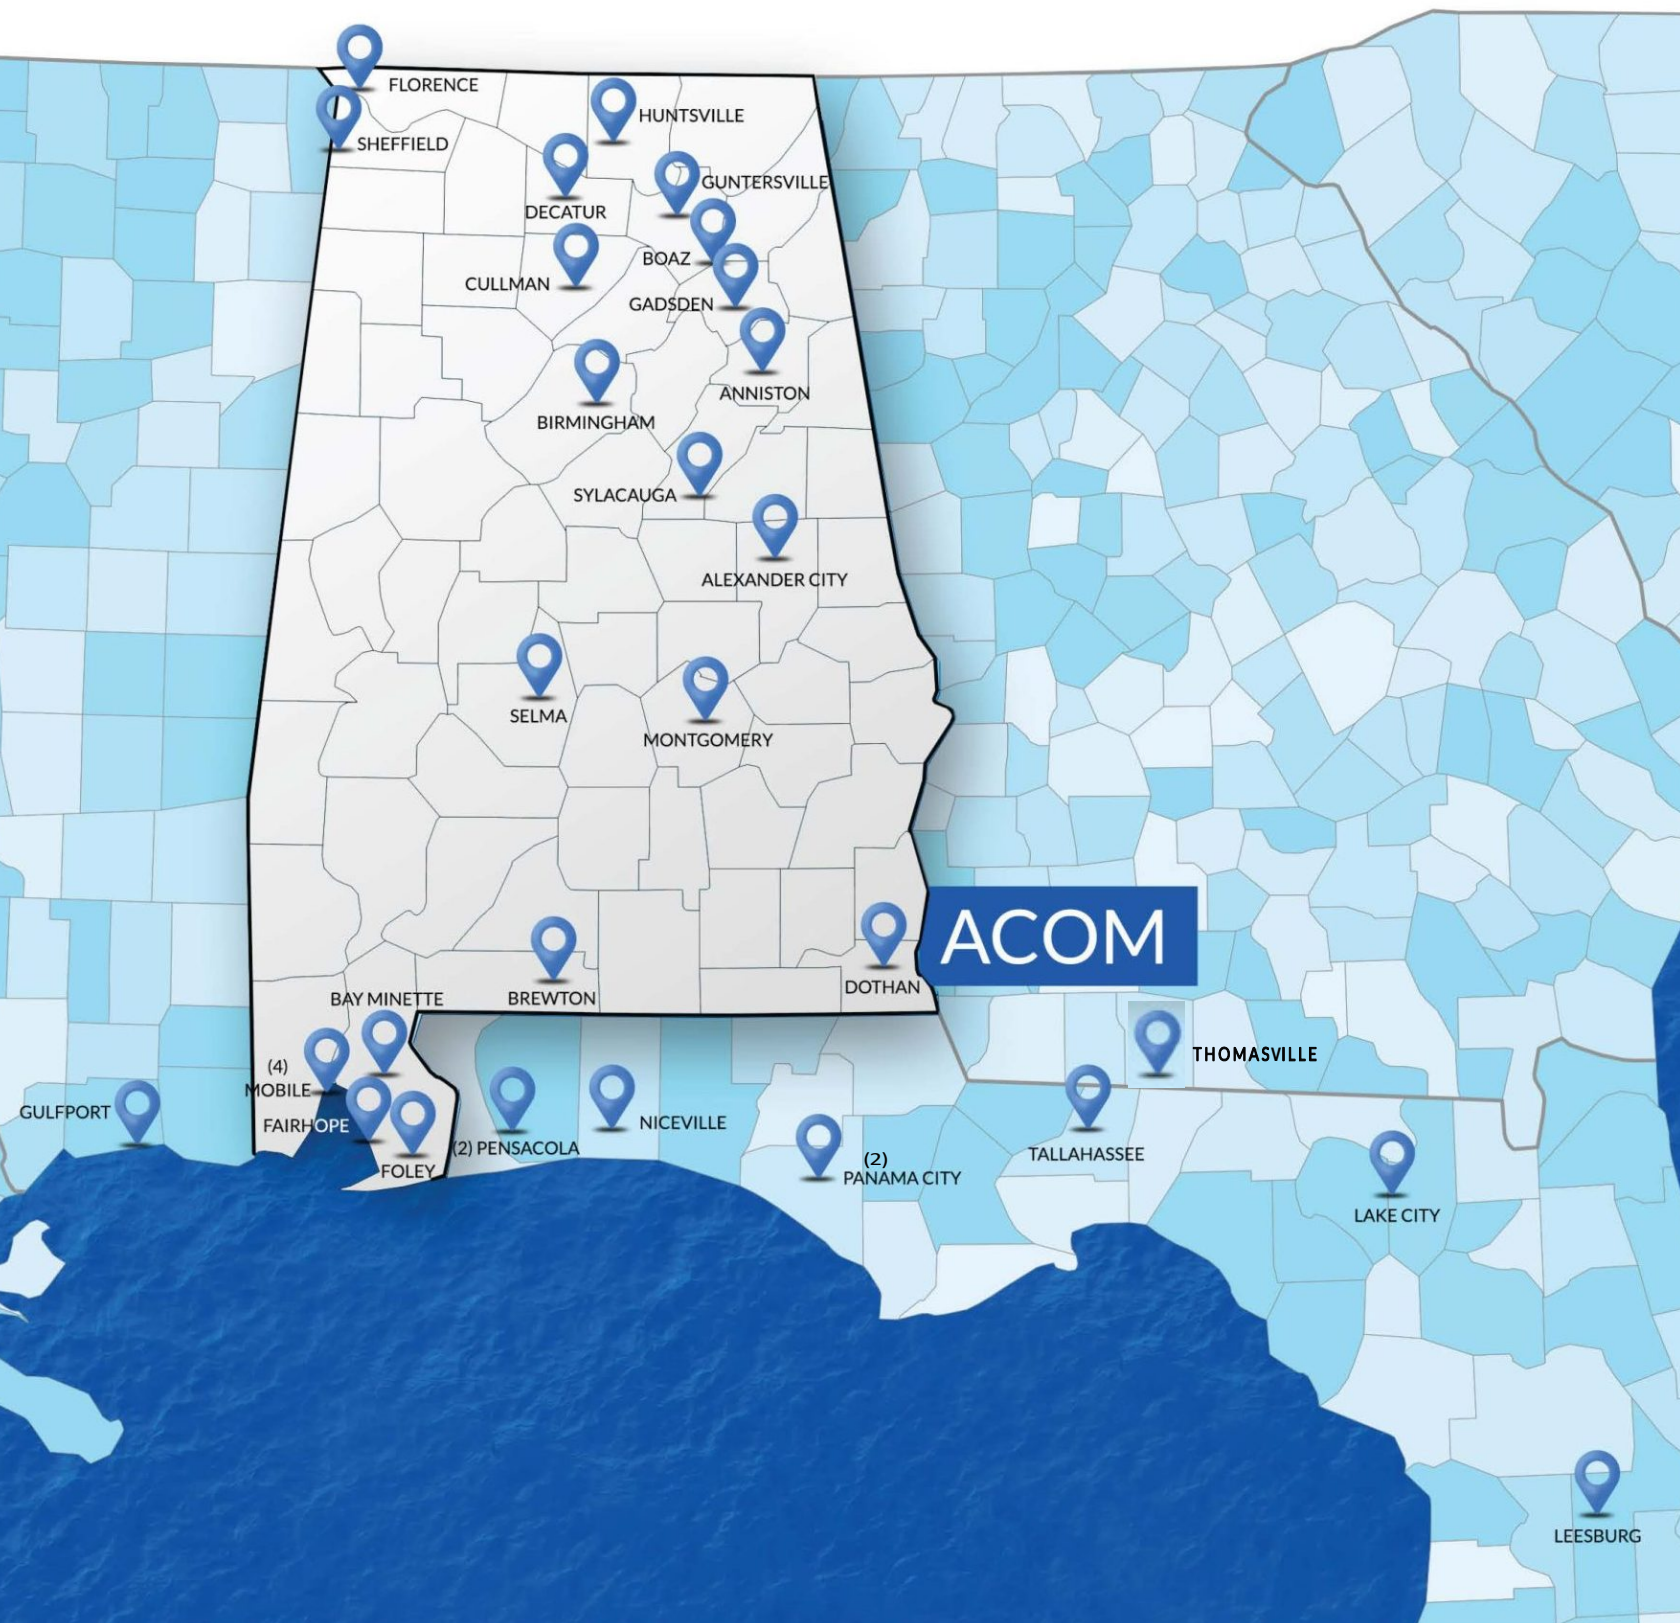 FLORENCE
HUNTSVILLE
SHEFFIELD
GUNTERSVILLE
DECATUR
BOAZ
CULLMAN
GADSDEN
ANNISTON
BIRMINGHAM
SYLACAUGA
ALEXANDER CITY
SELMA
MONTGOMERY
ACOM
DOTHAN
BAY MINETTE
BREWTON
THOMASVILLE
(4)
MOBILE
GULFPORT
FAIRHOPE
NICEVILLE
(2) PENSACOLA
TALLAHASSEE
(2)
PANAMA CITY
FOLEY
LAKE CITY
LEESBURG